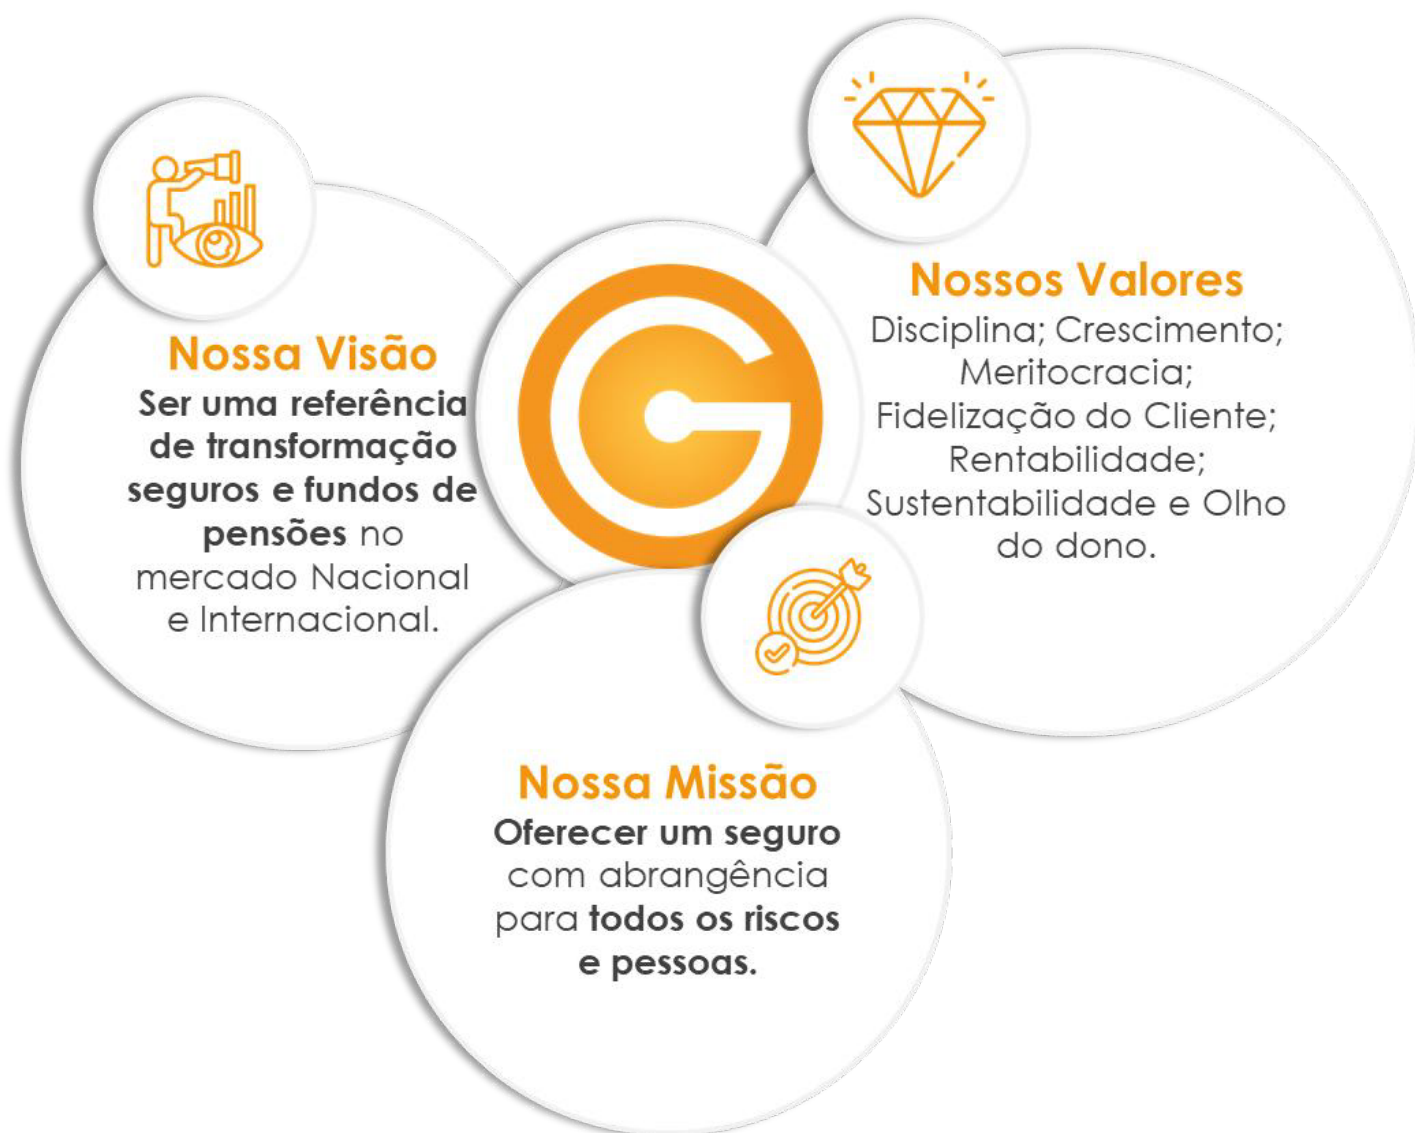 Nossa Visão
Ser uma referência
de transformação
seguros e fundos de
pensões no
mercado Nacional
e Internacional.
Nossos Valores
Disciplina; Crescimento;
Meritocracia;
Fidelização do Cliente;
Rentabilidade;
Sustentabilidade e Olho
do dono.
Nossa Missão
Oferecer um seguro
com abrangência
para todos os riscos
e pessoas.